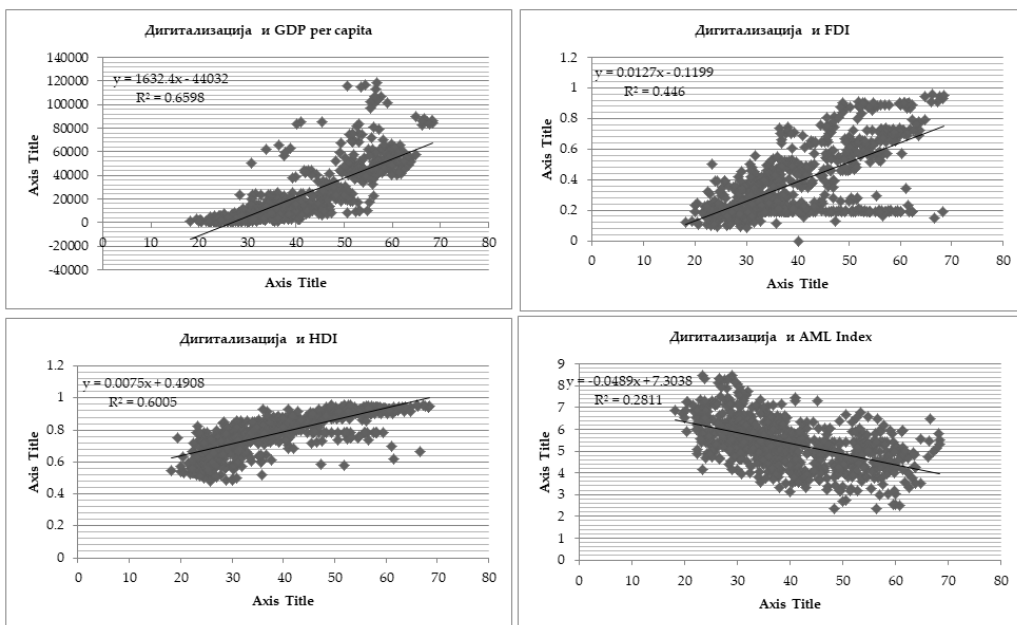 Дигитализација и GDP per capita
y = 1632.4x - 44032
R² = 0.6598
140000
120000
100000
80000
60000
40000
20000
0
-20000
-40000
0 10 20 30 40 50 60 70 80
Axis Title
Axis Title
Дигитализација и FDI
y = 0.0127x - 0.1199
R² = 0.446
1.2
1
0.8
0.6
0.4
0.2
0
0 10 20 30 40 50 60 70 80
Axis Title
Axis Title
Дигитализација и HDI
y = 0.0075x + 0.4908
R² = 0.6005
1.2
1
0.8
0.6
0.4
0.2
0
0 10 20 30 40 50 60 70 80
Axis Title
Axis Title
Дигитализација и AML Index
y = -0.0489x + 7.3038
R² = 0.2811
9
8
7
6
5
4
3
2
1
0
0 10 20 30 40 50 60 70 80
Axis Title
Axis Title